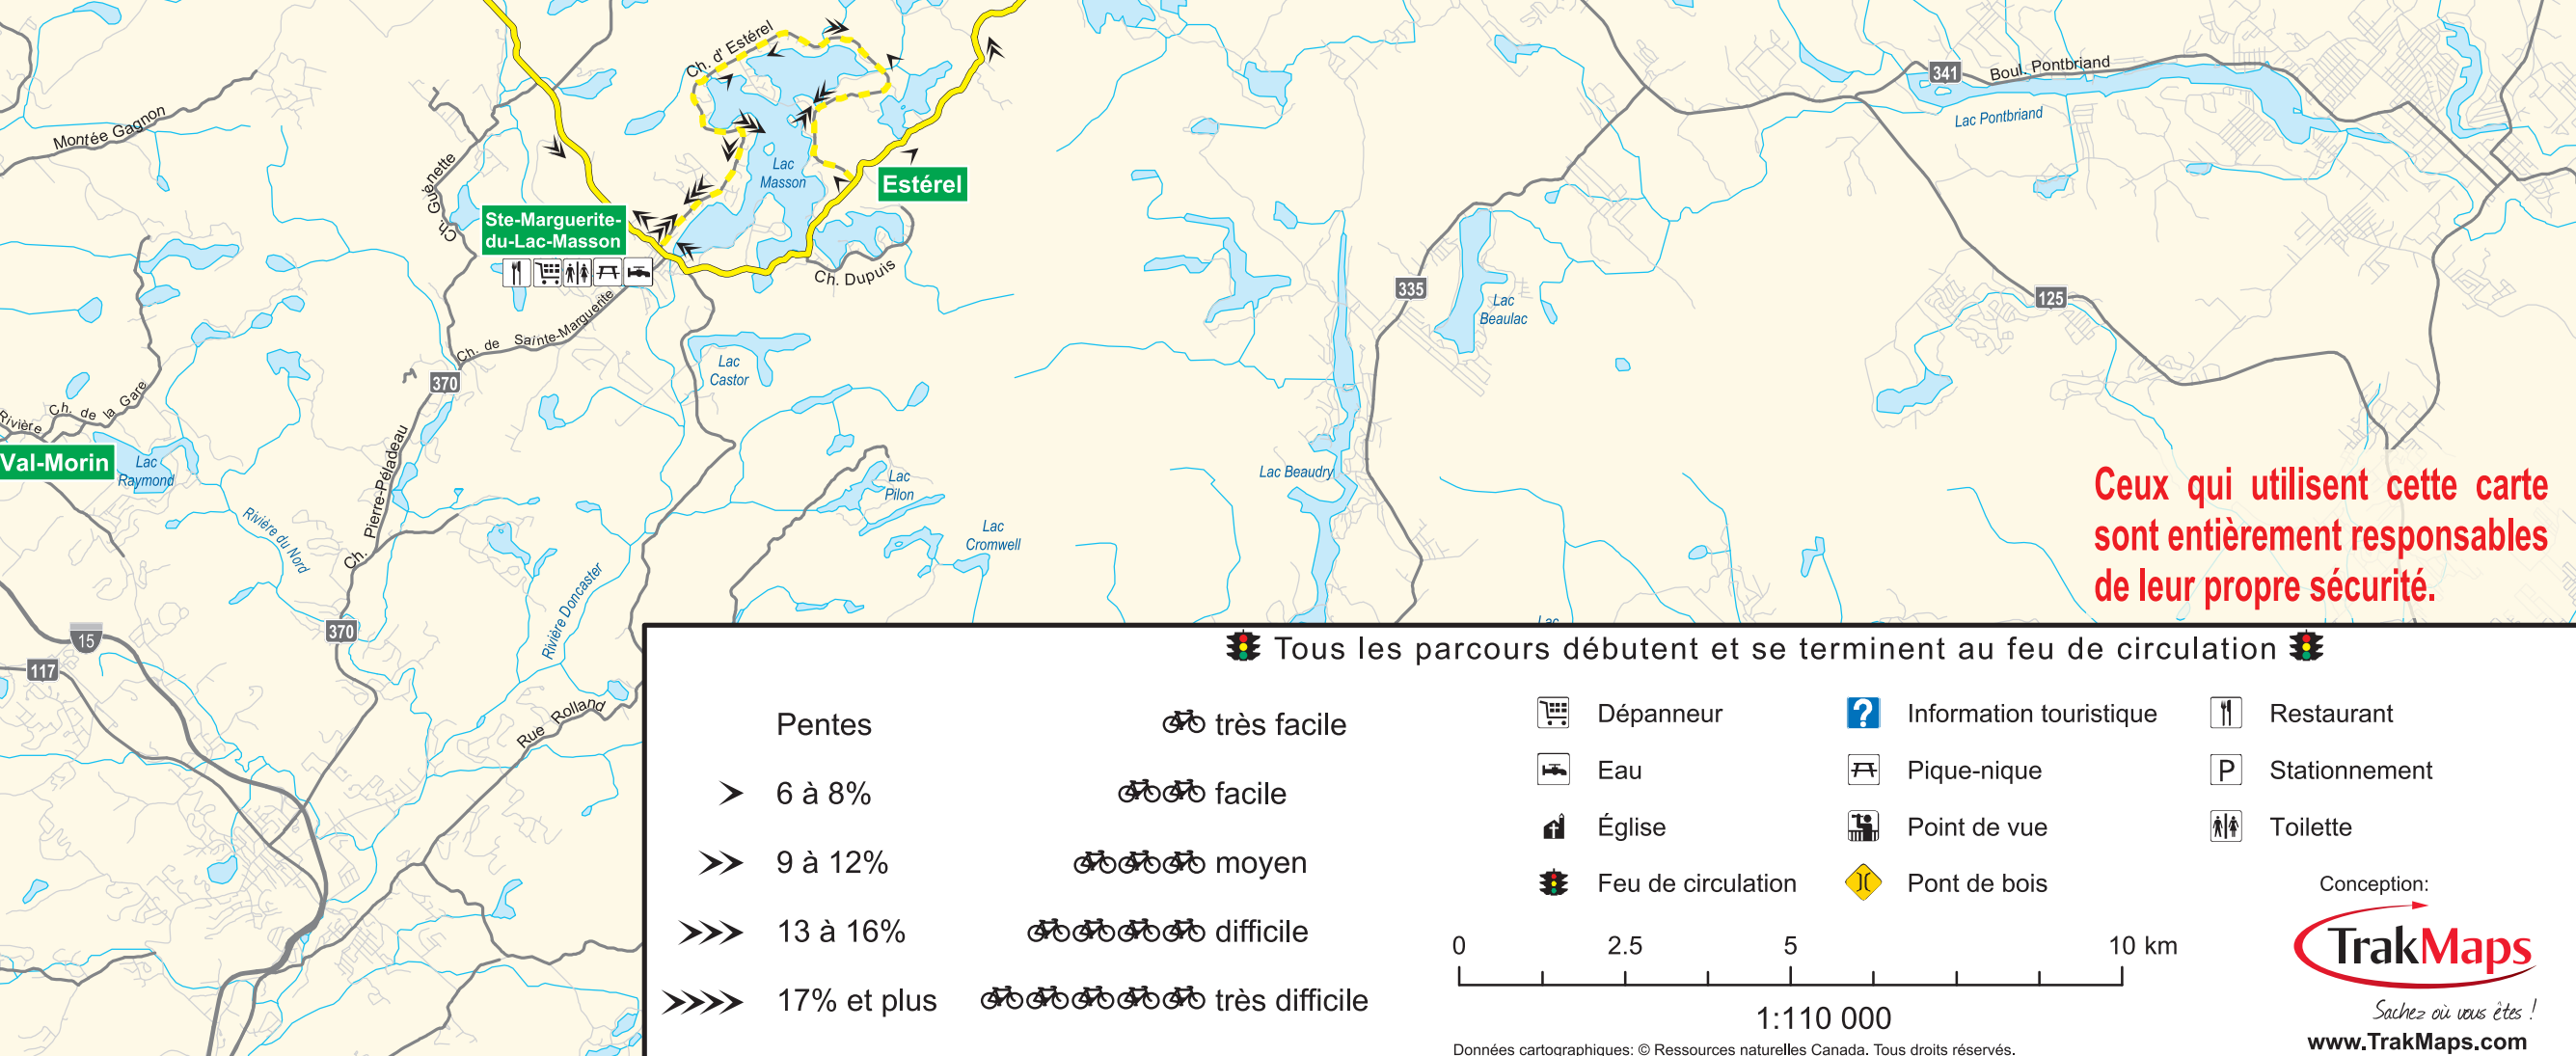 Ch. d' Estérel
341
Boul. Pontbriand
Lac Pontbriand
Montée Gagnon
Ch. Guénette
Lac
Masson
Estérel
Ste-Marguerite-
du-Lac-Masson
Ch. Dupuis
335
Lac
Beaulac
125
Ch. de Sainte-Marguerite
Lac
Castor
370
Ch. de la Gare
Rivière
Val-Morin
Lac
Raymond
Ch. Pierre-Péladeau
Lac
Pilon
Lac Beaudry
Rivière du Nord
Lac
Cromwell
Rivière Doncaster
Ceux qui utilisent cette carte
sont entièrement responsables
de leur propre sécurité.
Lac
15
370
117
Rue Rolland
Tous les parcours débutent et se terminent au feu de circulation
Pentes
6 à 8%
9 à 12%
13 à 16%
17% et plus
très facile
facile
moyen
difficile
très difficile
Dépanneur
Eau
Église
Feu de circulation
? Information touristique
Pique-nique
Point de vue
Pont de bois
Restaurant
P Stationnement
Toilette
0 2.5 5 10 km
1:110 000
Données cartographiques: © Ressources naturelles Canada. Tous droits réservés.
Conception:
TrakMaps
Sachez où vous êtes !
www.TrakMaps.com